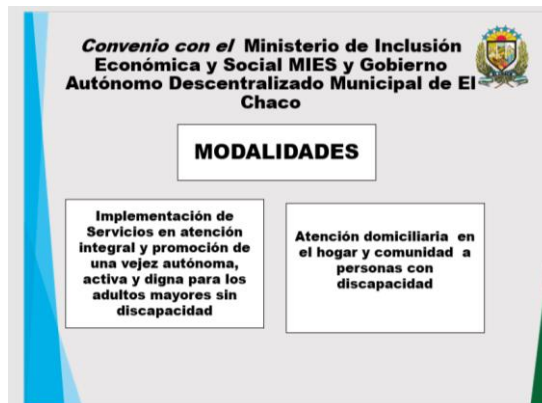 Convenio con el Ministerio de Inclusión
Económica y Social MIES y Gobierno
Autónomo Descentralizado Municipal de El
Chaco
MODALIDADES
Implementación de
Servicios en atención
integral y promoción de
una vejez autónoma,
activa y digna para los
adultos mayores sin
discapacidad
Atención domiciliaria en
el hogar y comunidad a
personas con
discapacidad